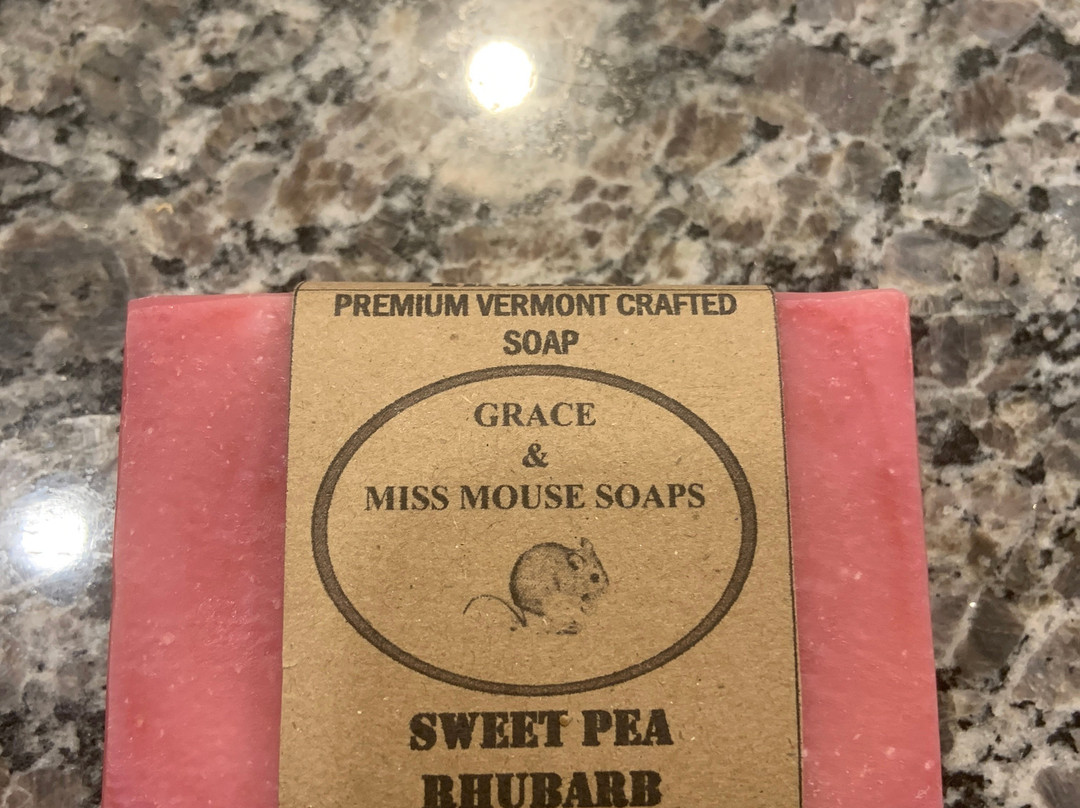 PREMIUM VERMONT CRAFTED
SOAP
GRACE
&
MISS MOUSE SOAPS
SWEET PEA
RHUBARB